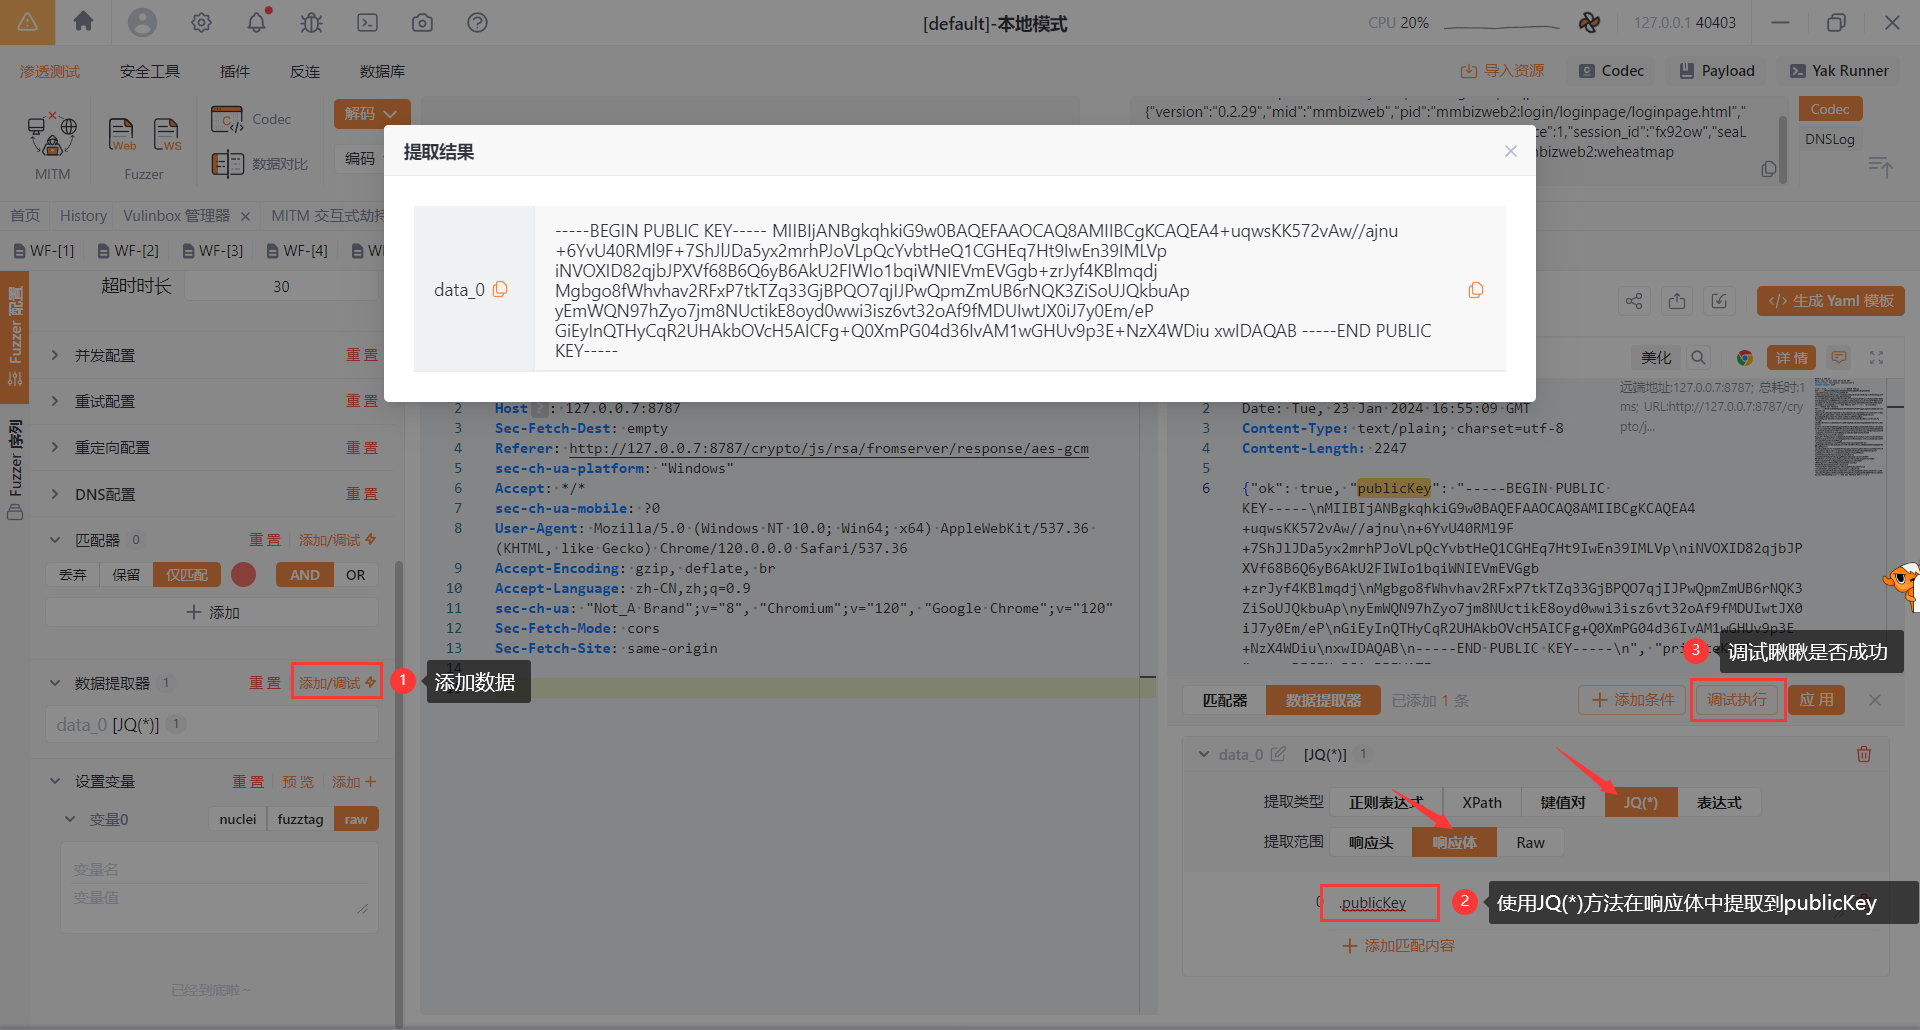 [default]-本地模式
CPU 20%
127.0.0.1 40403
渗透测试 安全工具 插件 反连 数据库
导入资源 Codec Payload Yak Runner
MITM
Web
WS
Fuzzer
Codec
数据对比
解码
编码
{"version":"0.2.29","mid":"mmbizweb","pid":"mmbizweb2:login/loginpage/loginpage.html","
ce":1,"session_id":"fx92ow","seaL
nbizweb2:weheatmap
Codec
DNSLog
首页 History Vulinbox 管理器 MITM 交互式劫持
WF-[1] WF-[2] WF-[3] WF-[4] WF
提取结果
data_0
-----BEGIN PUBLIC KEY----- MIIBIjANBgkqhkiG9w0BAQEFAAOCAQ8AMIIBCgKCAQEA4+uqwsKK572vAw//ajnu
+6YvU40RMl9F+7ShJlJDa5yx2mrhPJoVLpQcYvbtHeQ1CGHEq7Ht9IwEn39IMLVp
iNVOXID82qjbJPXVf68B6Q6yB6AkU2FIWIo1bqiWNIEVmEVGgb+zrJyf4KBlmqdj
Mgbgo8fWhvhav2RFxP7tkTZq33GjBPQO7qjIJPwQpmZmUB6rNQK3ZiSoUJQkbuAp
yEmWQN97hZyo7jm8NUctikE8oyd0wwi3isz6vt32oAf9fMDUIwtJX0iJ7y0Em/eP
GiEyInQTHyCqR2UHAkbOVcH5AICFg+Q0XmPG04d36IvAM1wGHUv9p3E+NzX4WDiu xwIDAQAB -----END PUBLIC
KEY-----
Fuzzer 配置
Fuzzer 序列
超时时长 30
并发配置 重置
重试配置 重置
重定向配置 重置
DNS配置 重置
匹配器 0 重置 添加/调试
丢弃 保留 仅匹配 AND OR
添加
数据提取器 1 重置 添加/调试
1 添加数据
data_0 [JQ(*)] 1
设置变量 重置 预览 添加
变量0 nuclei fuzztag raw
变量名
变量值
已经到底啦~
2 Host ? : 127.0.0.7:8787
3 Sec-Fetch-Dest: empty
4 Referer: http://127.0.0.7:8787/crypto/js/rsa/fromserver/response/aes-gcm
5 sec-ch-ua-platform: "Windows"
6 Accept: */*
7 sec-ch-ua-mobile: ?0
8 User-Agent: Mozilla/5.0 (Windows NT 10.0; Win64; x64) AppleWebKit/537.36
(KHTML, like Gecko) Chrome/120.0.0.0 Safari/537.36
9 Accept-Encoding: gzip, deflate, br
10 Accept-Language: zh-CN,zh;q=0.9
11 sec-ch-ua: "Not_A Brand";v="8", "Chromium";v="120", "Google Chrome";v="120"
12 Sec-Fetch-Mode: cors
13 Sec-Fetch-Site: same-origin
14
</> 生成 Yaml 模板
美化 详情
远端地址:127.0.0.7:8787; 总耗时:1
ms; URL:http://127.0.0.7:8787/cry
pto/j...
2 Date: Tue, 23 Jan 2024 16:55:09 GMT
3 Content-Type: text/plain; charset=utf-8
4 Content-Length: 2247
5
6 {"ok": true, "publicKey": "-----BEGIN PUBLIC
KEY-----\nMIIBIjANBgkqhkiG9w0BAQEFAAOCAQ8AMIIBCgKCAQEA4
+uqwsKK572vAw//ajnu\n+6YvU40RMl9F
+7ShJlJDa5yx2mrhPJoVLpQcYvbtHeQ1CGHEq7Ht9IwEn39IMLVp\niNVOXID82qjbJP
XVf68B6Q6yB6AkU2FIWIo1bqiWNIEVmEVGgb
+zrJyf4KBlmqdj\nMgbgo8fWhvhav2RFxP7tkTZq33GjBPQO7qjIJPwQpmZmUB6rNQK3
ZiSoUJQkbuAp\nyEmWQN97hZyo7jm8NUctikE8oyd0wwi3isz6vt32oAf9fMDUIwtJX0
iJ7y0Em/eP\nGiEyInQTHyCqR2UHAkbOVcH5AICFg+Q0XmPG04d36IvAM1wGHUv9p3E
+NzX4WDiu\nxwIDAQAB\n-----END PUBLIC KEY-----\n", "pri
3 调试瞅瞅是否成功
匹配器 数据提取器 已添加 1 条 添加条件 调试执行 应用
data_0 [JQ(*)] 1
提取类型 正则表达式 XPath 键值对 JQ(*) 表达式
提取范围 响应头 响应体 Raw
0 .publicKey
2 使用JQ(*)方法在响应体中提取到publicKey
添加匹配内容